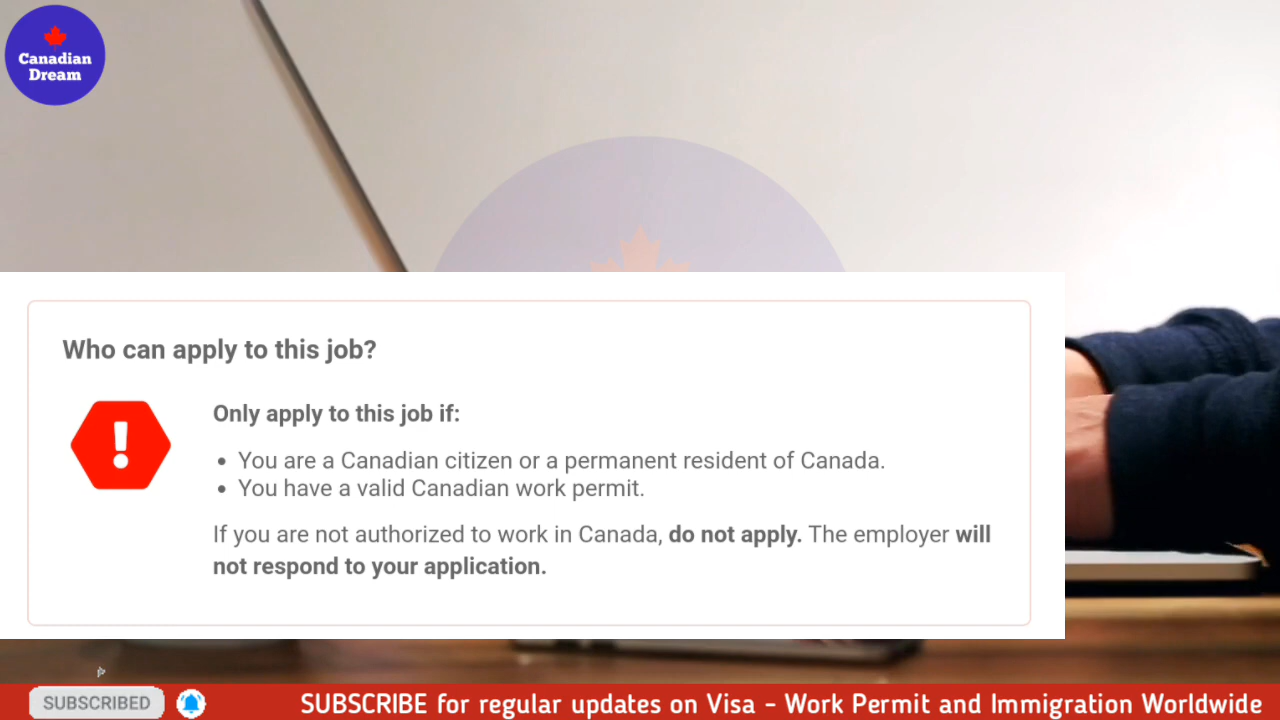 Canadian
Dream
Who can apply to this job?
Only apply to this job if:
• You are a Canadian citizen or a permanent resident of Canada.
• You have a valid Canadian work permit.
If you are not authorized to work in Canada, do not apply. The employer will
not respond to your application.
SUBSCRIBED
SUBSCRIBE for regular updates on Visa - Work Permit and Immigration Worldwide